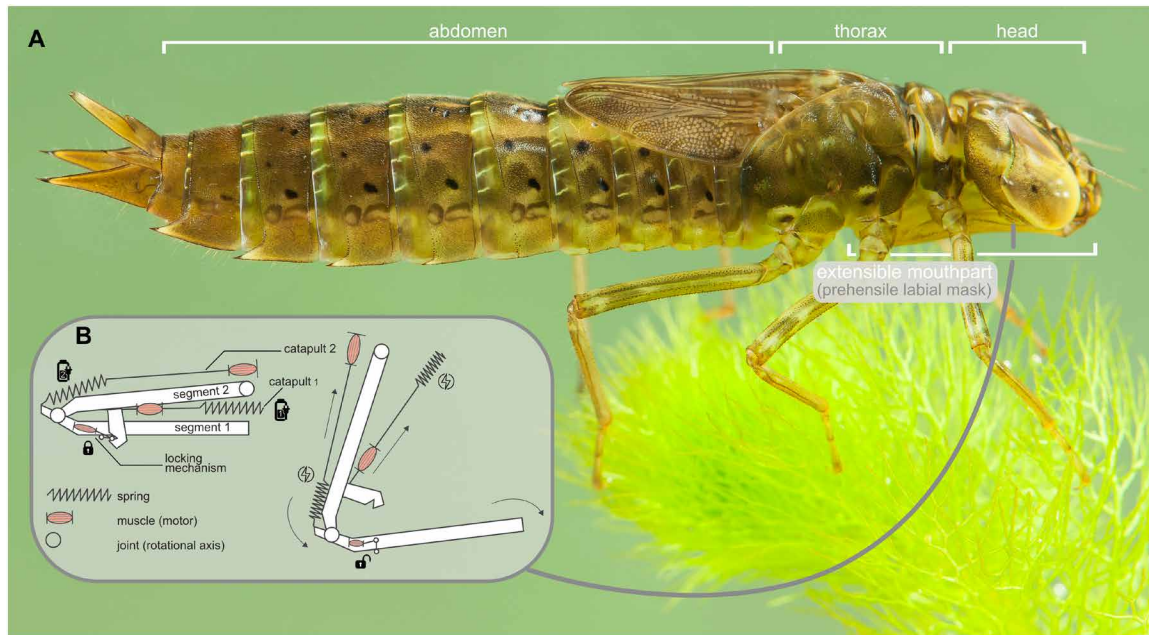 A
abdomen
thorax
head
extensible mouthpart
(prehensile labial mask)
B
catapult 2
segment 2
catapult 1
segment 1
locking
mechanism
spring
muscle (motor)
joint (rotational axis)